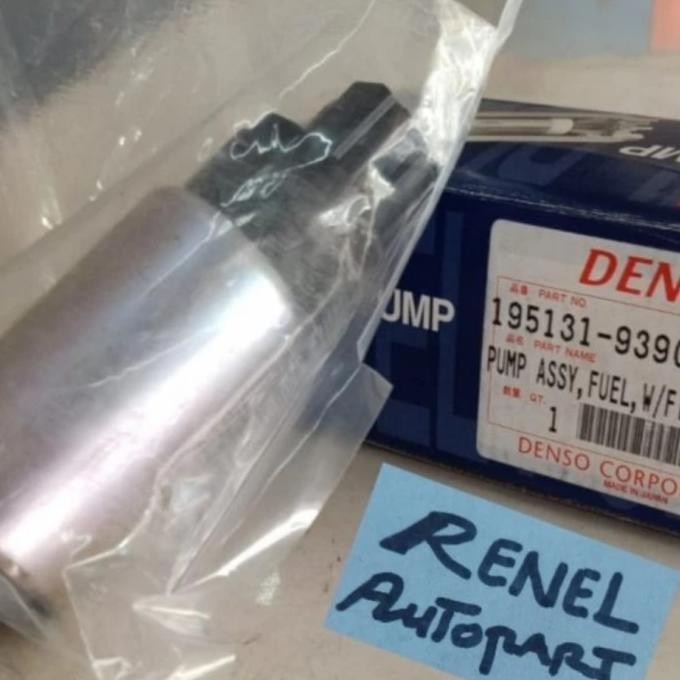 UMP
DEN
品番 PART NO
195131-9390
品名 PART NAME
PUMP ASSY, FUEL, W/F
数量 QT.
1
DENSO CORPO
MADE IN JAPAN
RENEL
AUTOPART